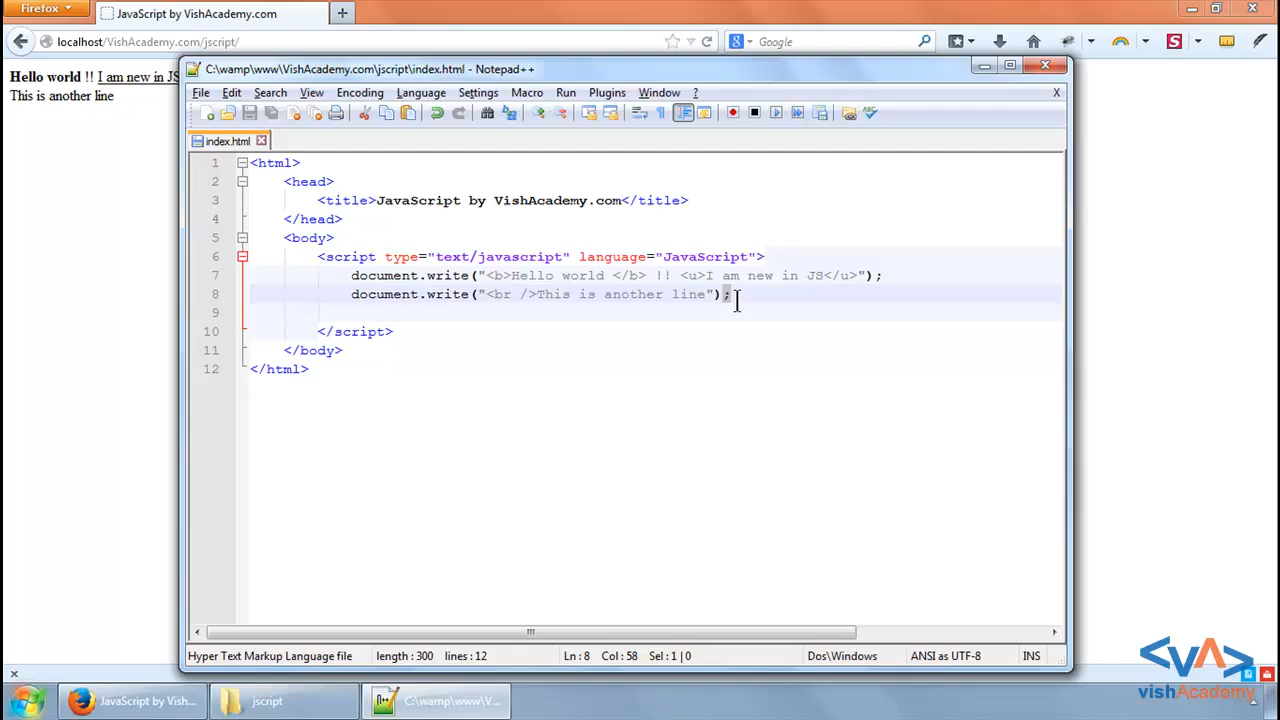 Firefox
JavaScript by VishAcademy.com
localhost/VishAcademy.com/jscript/
Google
Hello world !! I am new in JS
This is another line
C:\wamp\www\VishAcademy.com\jscript\index.html - Notepad++
File Edit Search View Encoding Language Settings Macro Run Plugins Window ? X
index.html
1 <html>
2 <head>
3 <title>JavaScript by VishAcademy.com</title>
4 </head>
5 <body>
6 <script type="text/javascript" language="JavaScript">
7 document.write("<b>Hello world </b> !! <u>I am new in JS</u>");
8 document.write("<br />This is another line");
9
10 </script>
11 </body>
12 </html>
Hyper Text Markup Language file length : 300 lines : 12 Ln : 8 Col : 58 Sel : 1 | 0 Dos\Windows ANSI as UTF-8 INS
<VA>
vishAcademy
JavaScript by Vish...
jscript
C:\wamp\www\V...